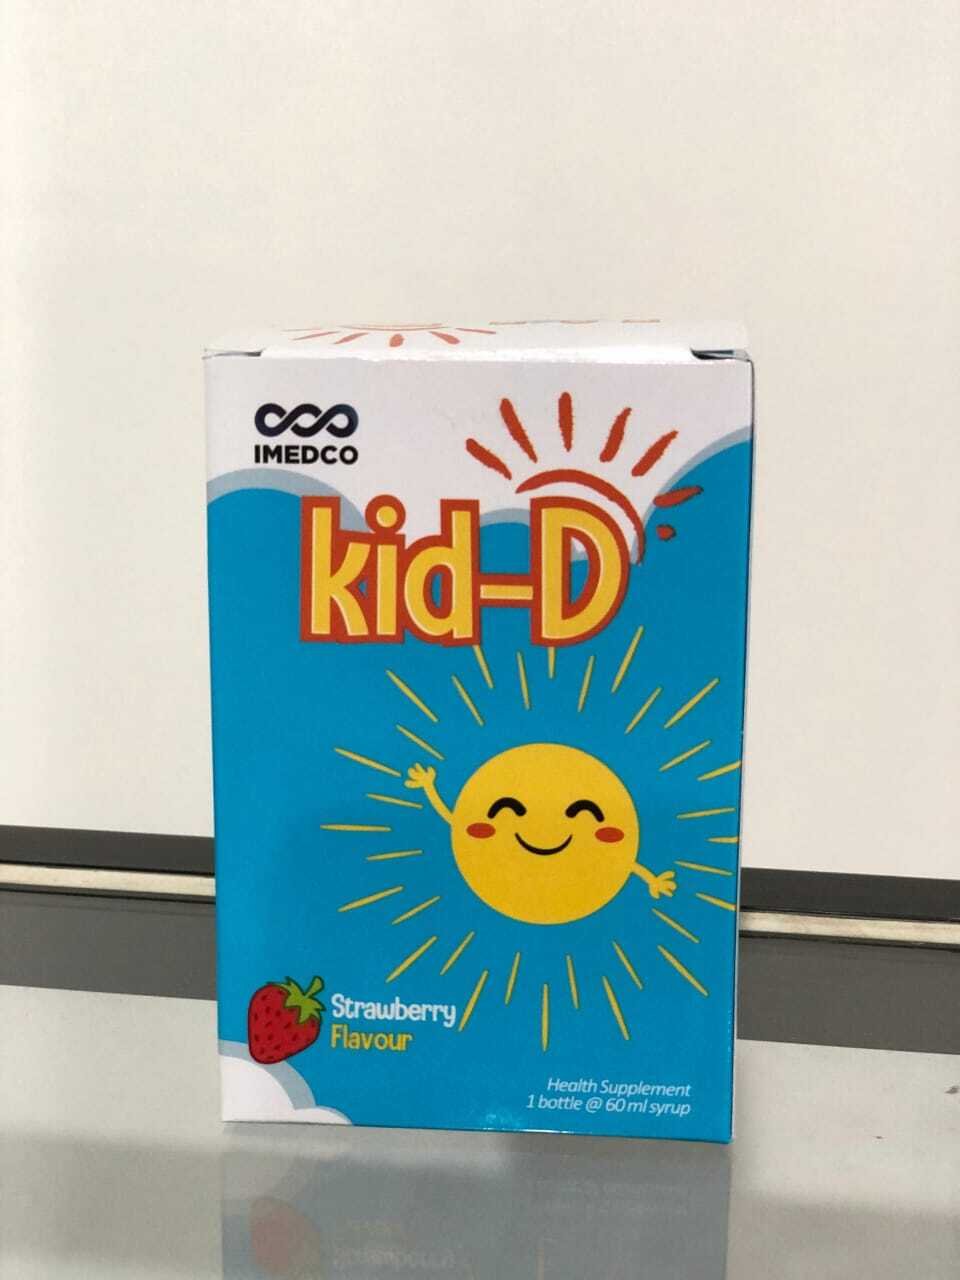 IMEDCO
kid-D
Strawberry
Flavour
Health Supplement
1 bottle @ 60 ml syrup